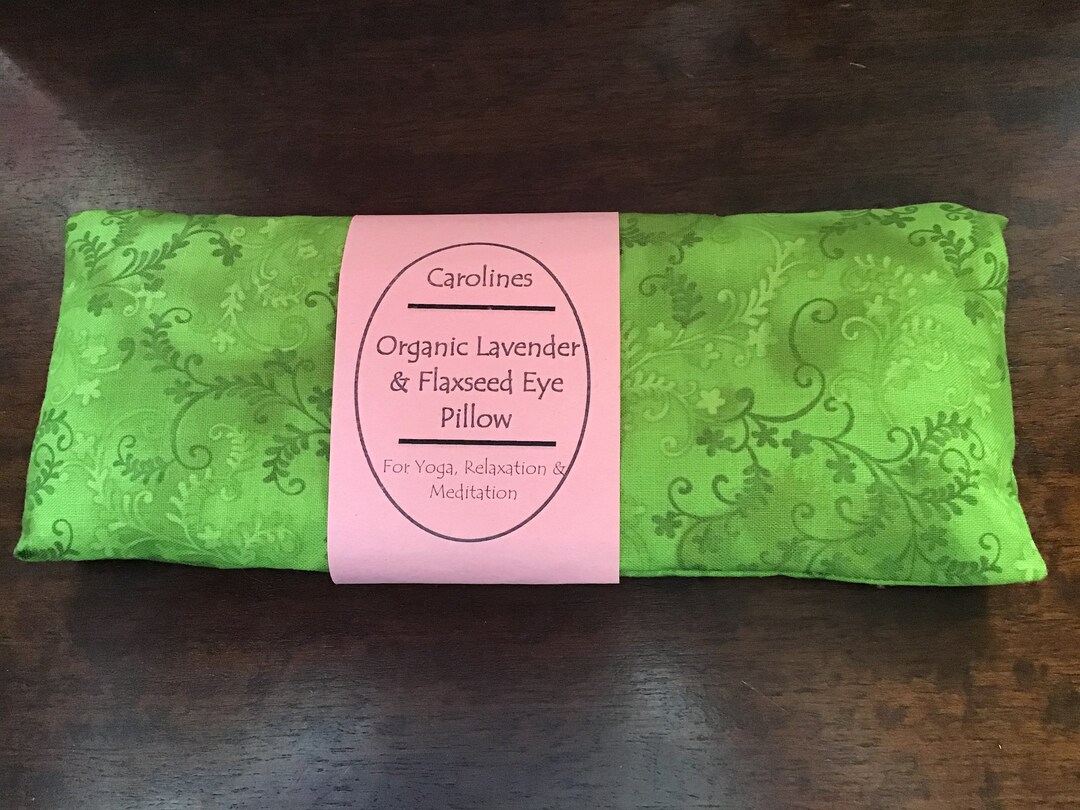 Carolines
Organic Lavender
& Flaxseed Eye
Pillow
For Yoga, Relaxation &
Meditation